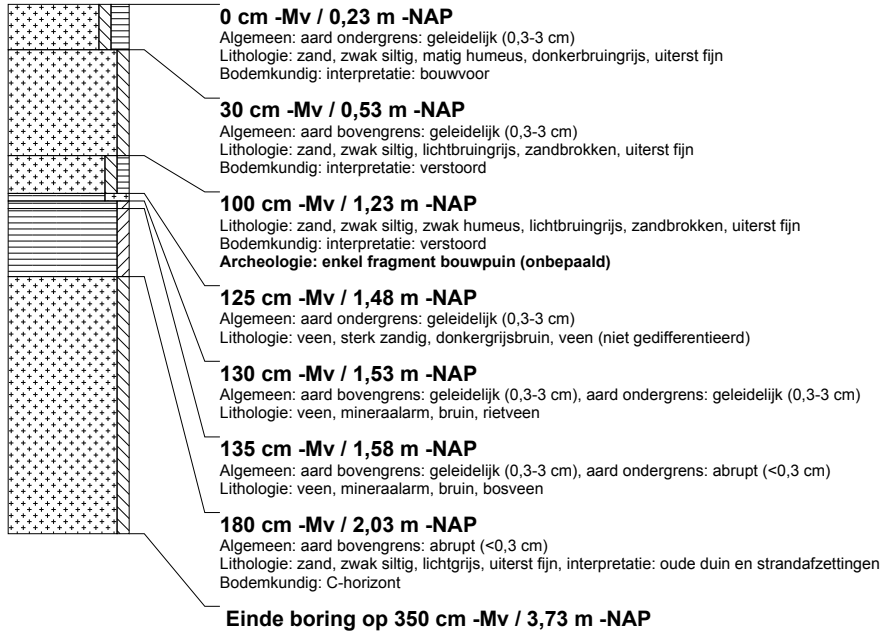 0 cm -Mv / 0,23 m -NAP
Algemeen: aard ondergrens: geleidelijk (0,3-3 cm)
Lithologie: zand, zwak siltig, matig humeus, donkerbruingrijs, uiterst fijn
Bodemkundig: interpretatie: bouwvoor
30 cm -Mv / 0,53 m -NAP
Algemeen: aard bovengrens: geleidelijk (0,3-3 cm)
Lithologie: zand, zwak siltig, lichtbruingrijs, zandbrokken, uiterst fijn
Bodemkundig: interpretatie: verstoord
100 cm -Mv / 1,23 m -NAP
Lithologie: zand, zwak siltig, zwak humeus, lichtbruingrijs, zandbrokken, uiterst fijn
Bodemkundig: interpretatie: verstoord
Archeologie: enkel fragment bouwpuin (onbepaald)
125 cm -Mv / 1,48 m -NAP
Algemeen: aard ondergrens: geleidelijk (0,3-3 cm)
Lithologie: veen, sterk zandig, donkergrijsbruin, veen (niet gedifferentieerd)
130 cm -Mv / 1,53 m -NAP
Algemeen: aard bovengrens: geleidelijk (0,3-3 cm), aard ondergrens: geleidelijk (0,3-3 cm)
Lithologie: veen, mineraalarm, bruin, rietveen
135 cm -Mv / 1,58 m -NAP
Algemeen: aard bovengrens: geleidelijk (0,3-3 cm), aard ondergrens: abrupt (<0,3 cm)
Lithologie: veen, mineraalarm, bruin, bosveen
180 cm -Mv / 2,03 m -NAP
Algemeen: aard bovengrens: abrupt (<0,3 cm)
Lithologie: zand, zwak siltig, lichtgrijs, uiterst fijn, interpretatie: oude duin en strandafzettingen
Bodemkundig: C-horizont
Einde boring op 350 cm -Mv / 3,73 m -NAP